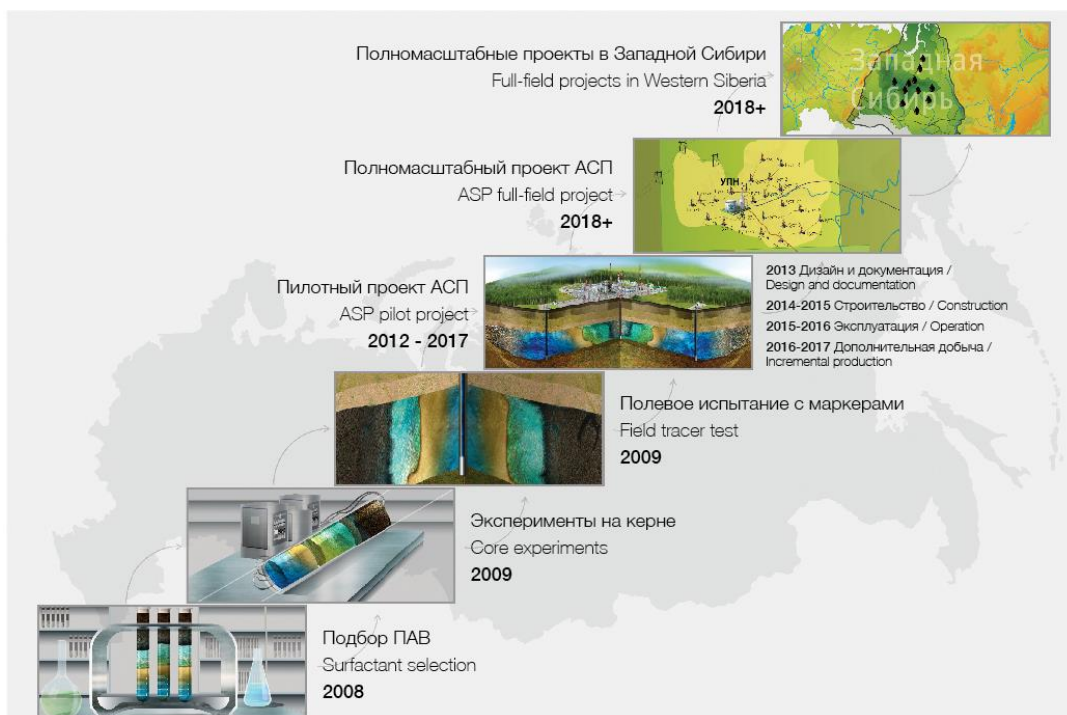 Полномасштабные проекты в Западной Сибири
Full-field projects in Western Siberia
2018+
Западная
Сибирь
Полномасштабный проект АСП
ASP full-field project
2018+
УПН
Пилотный проект АСП
ASP pilot project
2012 - 2017
2013 Дизайн и документация /
Design and documentation
2014-2015 Строительство / Construction
2015-2016 Эксплуатация / Operation
2016-2017 Дополнительная добыча /
Incremental production
Полевое испытание с маркерами
Field tracer test
2009
Эксперименты на керне
Core experiments
2009
Подбор ПАВ
Surfactant selection
2008